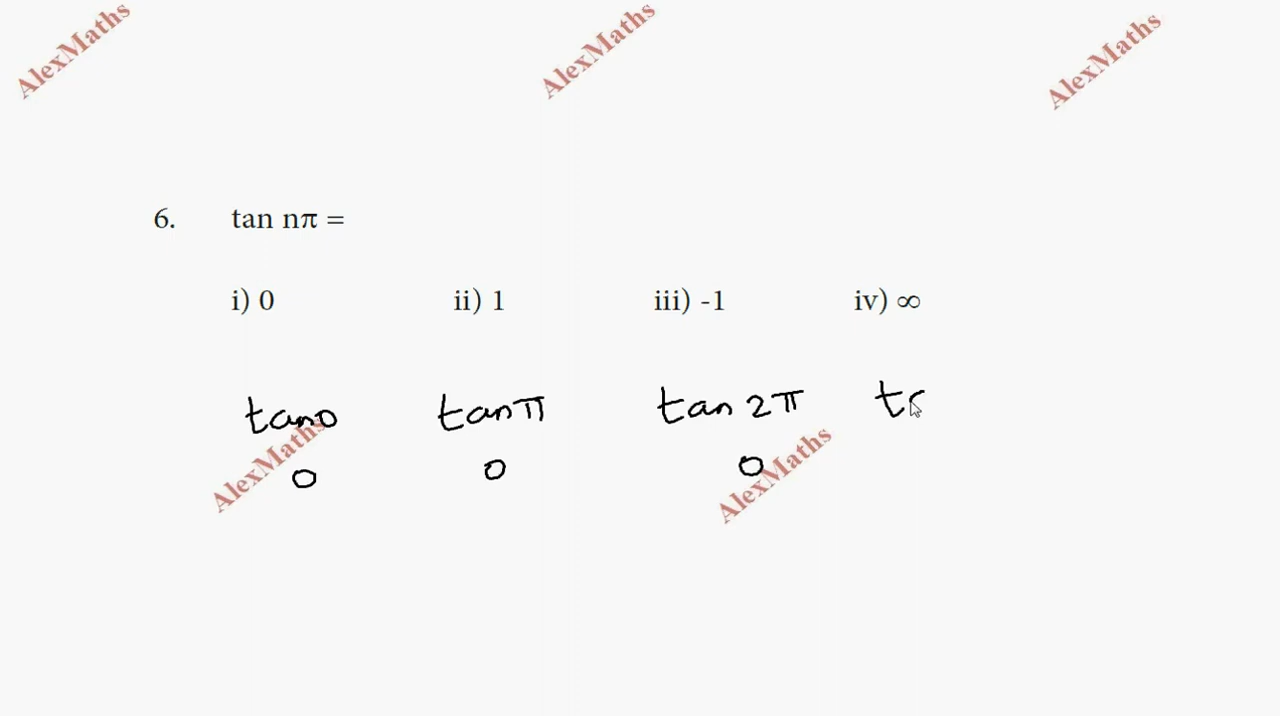 AlexMaths AlexMaths AlexMaths
6. tan nπ =
i) 0 ii) 1 iii) -1 iv) ∞
tan0 tanπ tan 2π
0 0 0
AlexMaths AlexMaths